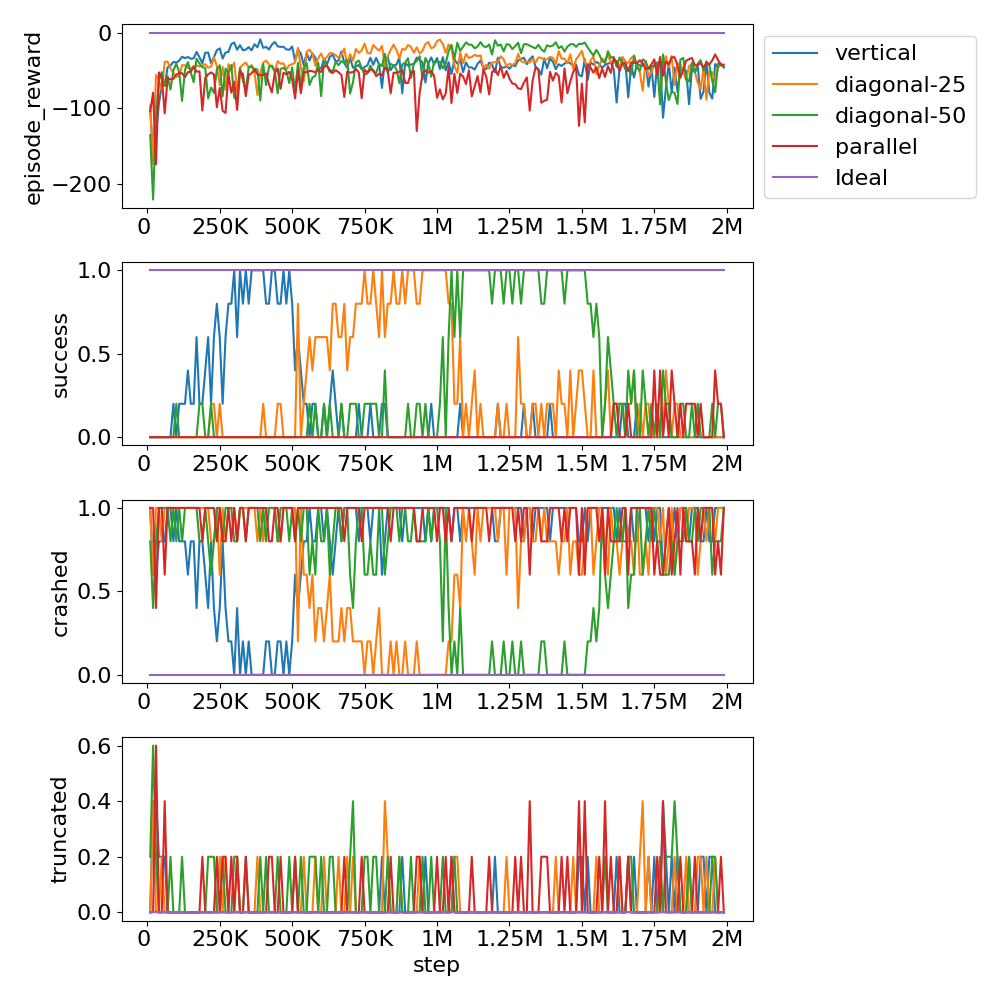 0
−100
−200
episode_reward
0 250K 500K 750K 1M 1.25M 1.5M 1.75M 2M
vertical
diagonal-25
diagonal-50
parallel
Ideal
1.0
0.5
0.0
success
0 250K 500K 750K 1M 1.25M 1.5M 1.75M 2M
1.0
0.5
0.0
crashed
0 250K 500K 750K 1M 1.25M 1.5M 1.75M 2M
0.6
0.4
0.2
0.0
truncated
0 250K 500K 750K 1M 1.25M 1.5M 1.75M 2M
step